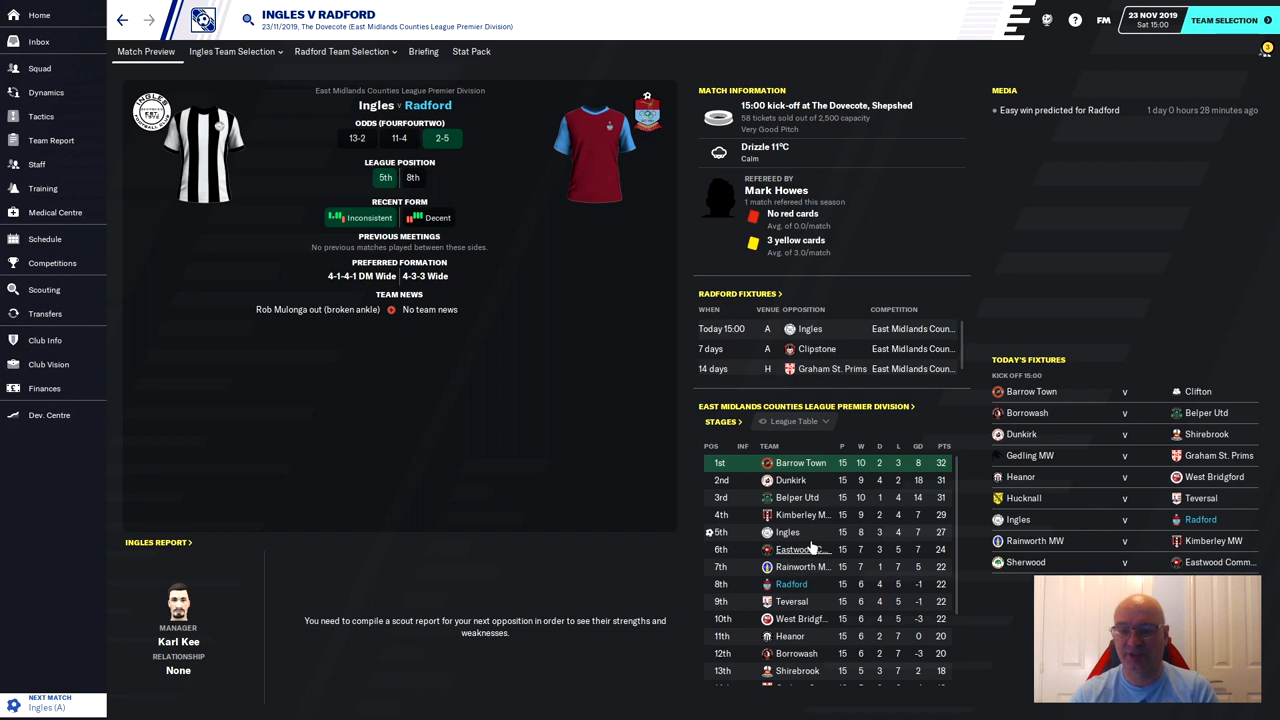 Home
INGLES V RADFORD
23/11/2019, The Dovecote (East Midlands Counties League Premier Division)
FM
23 NOV 2019
Sat 15:00
TEAM SELECTION
3
Match Preview
Ingles Team Selection
Radford Team Selection
Briefing
Stat Pack
Inbox
Squad
Dynamics
Tactics
Team Report
Staff
Training
Medical Centre
Schedule
Competitions
Scouting
Transfers
Club Info
Club Vision
Finances
Dev. Centre
NEXT MATCH
Ingles (A)
East Midlands Counties League Premier Division
Ingles v Radford
ODDS (FOURFOURTWO)
13-2 11-4 2-5
LEAGUE POSITION
5th 8th
RECENT FORM
Inconsistent Decent
PREVIOUS MEETINGS
No previous matches played between these sides.
PREFERRED FORMATION
4-1-4-1 DM Wide 4-3-3 Wide
TEAM NEWS
Rob Mulonga out (broken ankle) No team news
INGLES REPORT
MANAGER
Karl Kee
RELATIONSHIP
None
You need to compile a scout report for your next opposition in order to see their strengths and
weaknesses.
MATCH INFORMATION
15:00 kick-off at The Dovecote, Shepshed
58 tickets sold out of 2,500 capacity
Very Good Pitch
Drizzle 11ºC
Calm
REFEREED BY
Mark Howes
1 match refereed this season
No red cards
Avg. of 0.0/match
3 yellow cards
Avg. of 3.0/match
RADFORD FIXTURES
WHEN VENUE OPPOSITION COMPETITION
Today 15:00 A Ingles East Midlands Coun...
7 days A Clipstone East Midlands Coun...
14 days H Graham St. Prims East Midlands Coun...
EAST MIDLANDS COUNTIES LEAGUE PREMIER DIVISION
STAGES League Table
POS INF TEAM P W D L GD PTS
1st Barrow Town 15 10 2 3 8 32
2nd Dunkirk 15 9 4 2 18 31
3rd Belper Utd 15 10 1 4 14 31
4th Kimberley M... 15 9 2 4 7 29
5th Ingles 15 8 3 4 7 27
6th Eastwood C... 15 7 3 5 7 24
7th Rainworth M... 15 7 1 7 5 22
8th Radford 15 6 4 5 -1 22
9th Teversal 15 6 4 5 -1 22
10th West Bridgf... 15 6 4 5 -3 22
11th Heanor 15 6 2 7 0 20
12th Borrowash 15 6 2 7 -3 20
13th Shirebrook 15 5 3 7 2 18
MEDIA
Easy win predicted for Radford 1 day 0 hours 28 minutes ago
TODAY'S FIXTURES
KICK OFF 15:00
Barrow Town v Clifton
Borrowash v Belper Utd
Dunkirk v Shirebrook
Gedling MW v Graham St. Prims
Heanor v West Bridgford
Hucknall v Teversal
Ingles v Radford
Rainworth MW v Kimberley MW
Sherwood v Eastwood Comm...